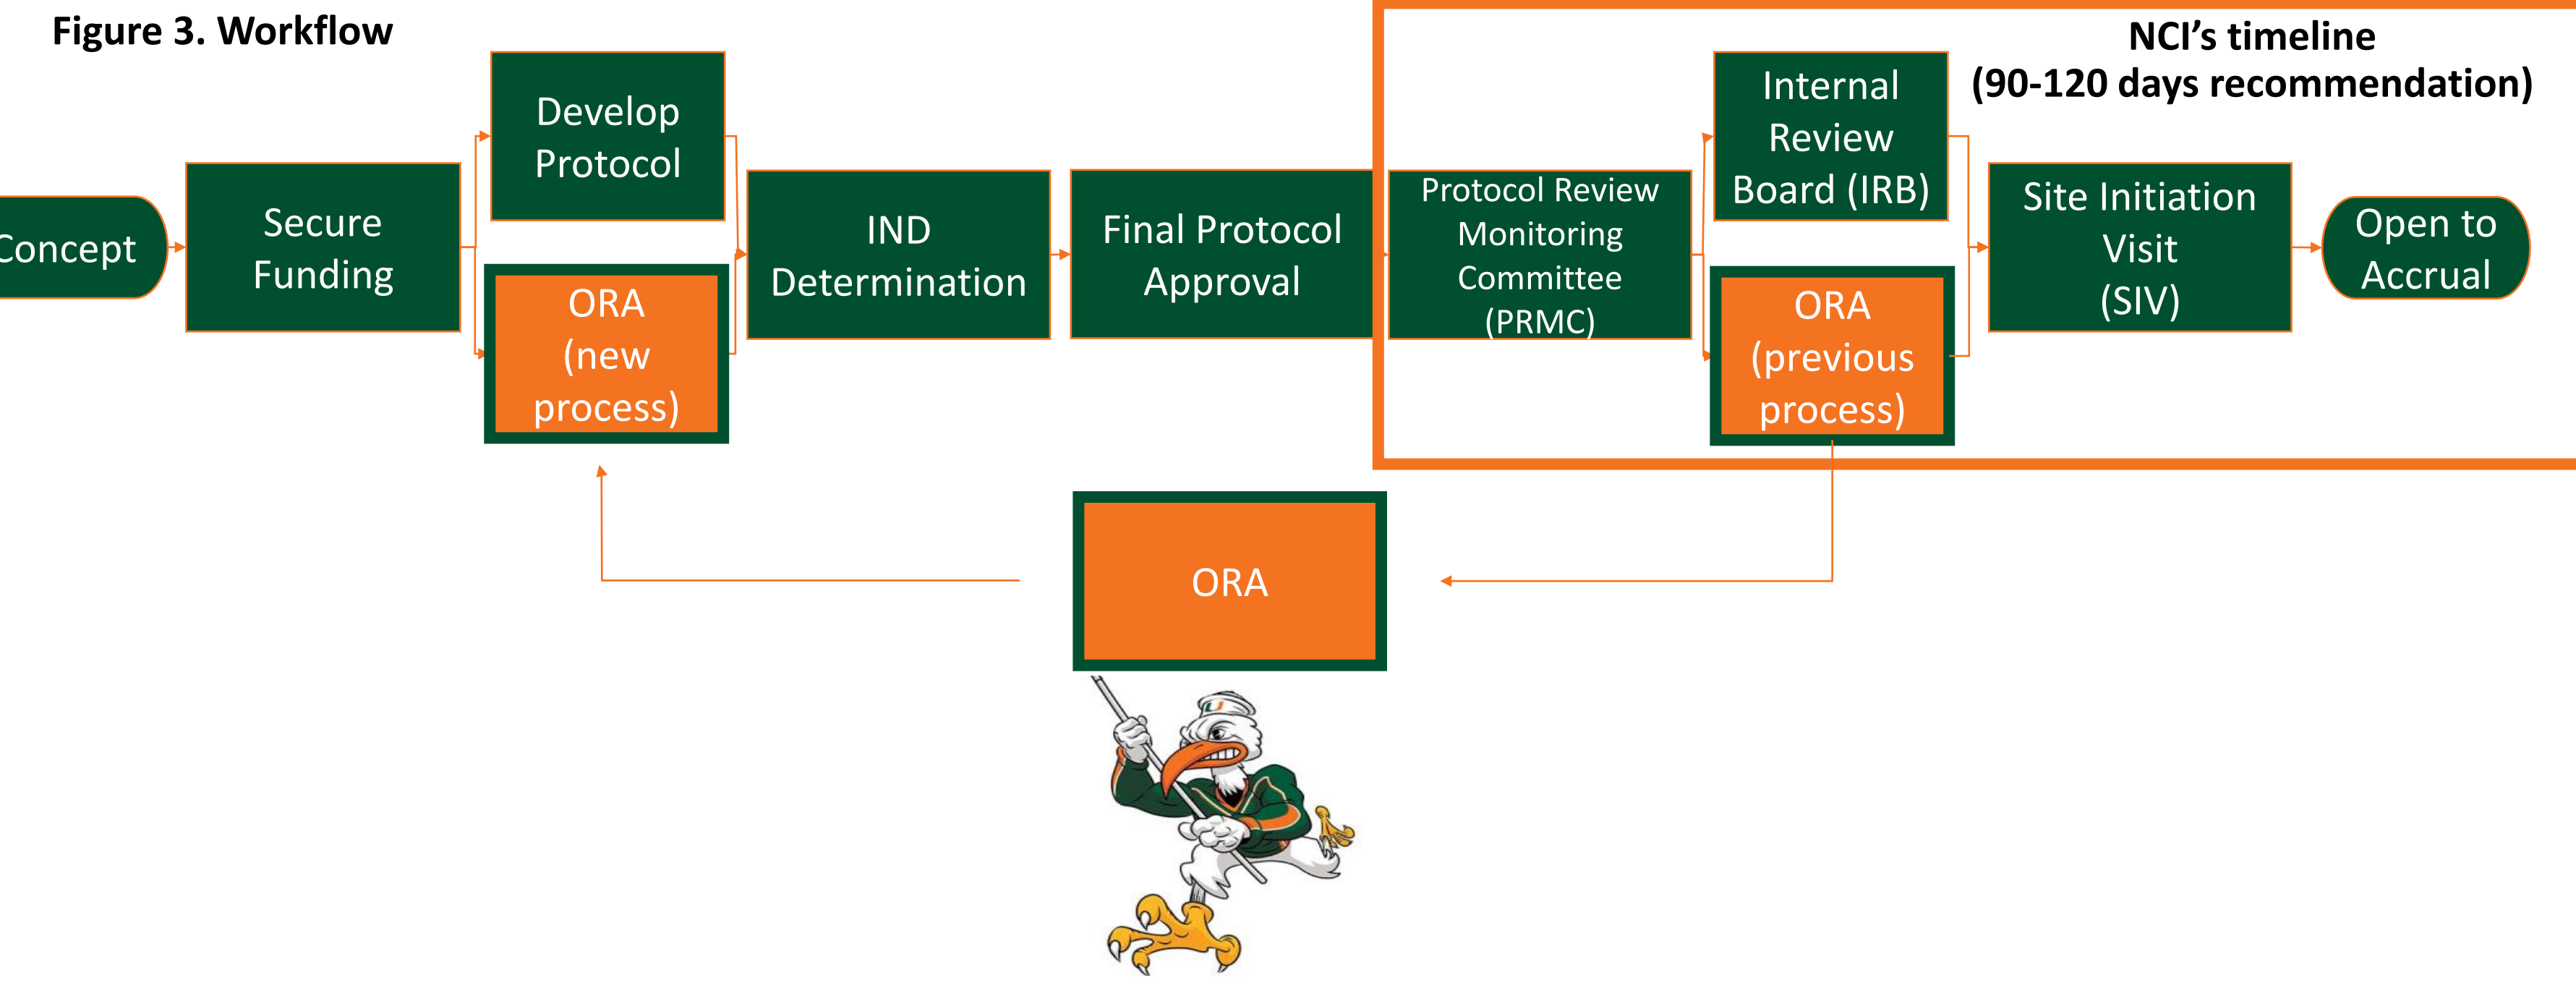 Figure 3. Workflow
NCI’s timeline
(90-120 days recommendation)
Concept
Secure
Funding
Develop
Protocol
ORA
(new
process)
IND
Determination
Final Protocol
Approval
Protocol Review
Monitoring
Committee
(PRMC)
Internal
Review
Board (IRB)
ORA
(previous
process)
Site Initiation
Visit
(SIV)
Open to
Accrual
ORA
U